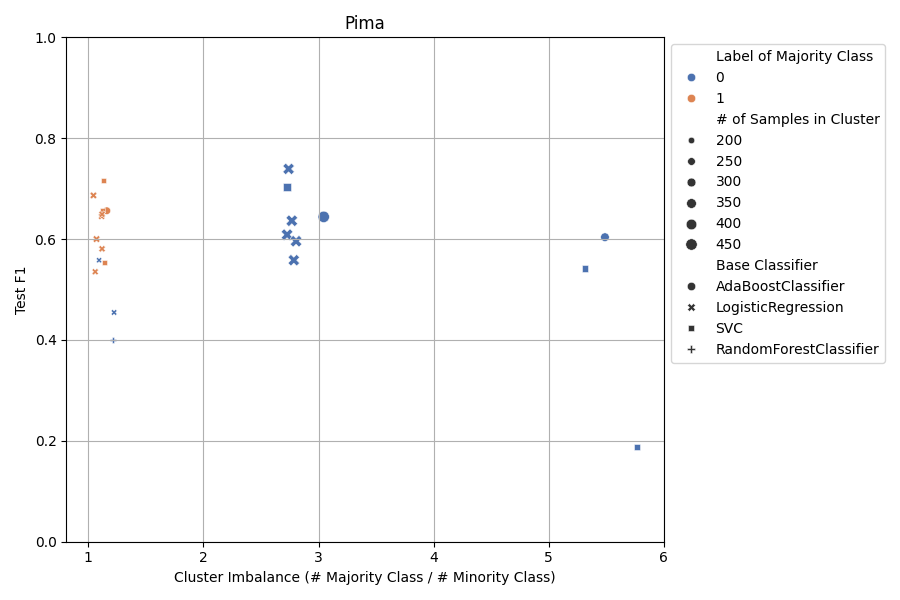 Pima
1.0
0.8
0.6
0.4
0.2
0.0
Test F1
1
2
3
4
5
6
Cluster Imbalance (# Majority Class / # Minority Class)
Label of Majority Class
0
1
# of Samples in Cluster
200
250
300
350
400
450
Base Classifier
AdaBoostClassifier
LogisticRegression
SVC
RandomForestClassifier